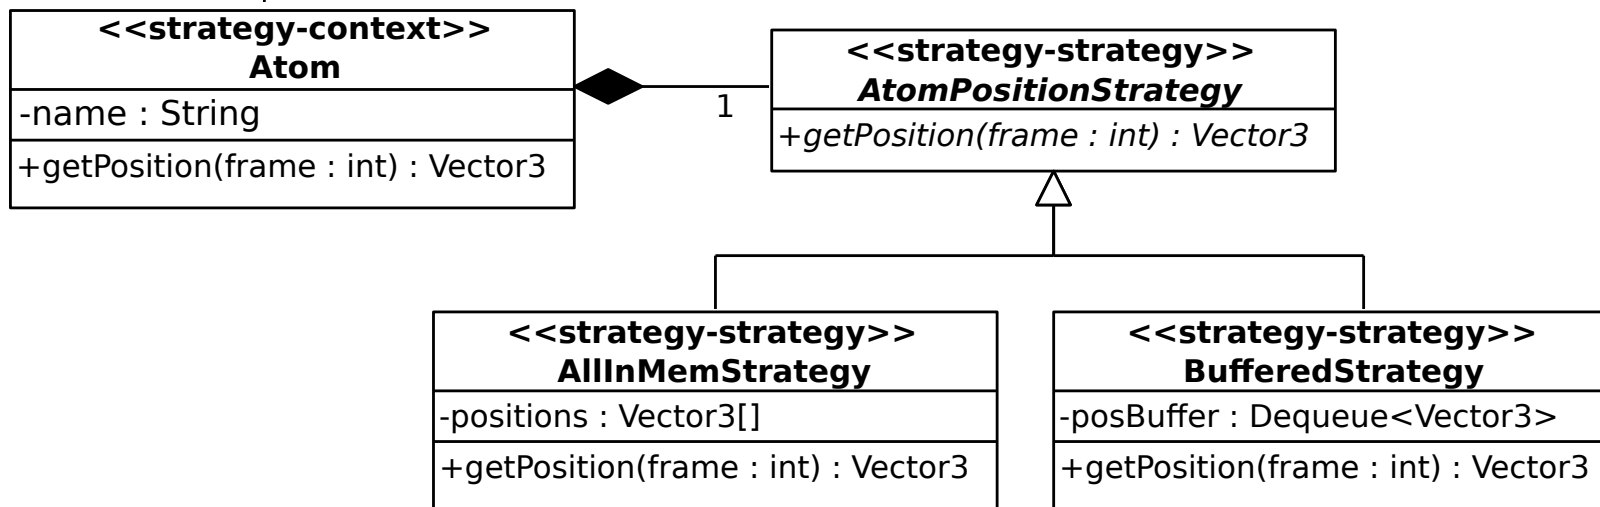 <<strategy-context>>
Atom
-name : String
+getPosition(frame : int) : Vector3
1
<<strategy-strategy>>
AtomPositionStrategy
+getPosition(frame : int) : Vector3
<<strategy-strategy>>
AllInMemStrategy
-positions : Vector3[]
+getPosition(frame : int) : Vector3
<<strategy-strategy>>
BufferedStrategy
-posBuffer : Dequeue<Vector3>
+getPosition(frame : int) : Vector3